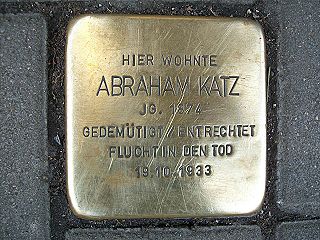 HIER WOHNTE
ABRAHAM KATZ
JG. 1874
GEDEMÜTIGT / ENTRECHTET
FLUCHT IN DEN TOD
19.10.1933